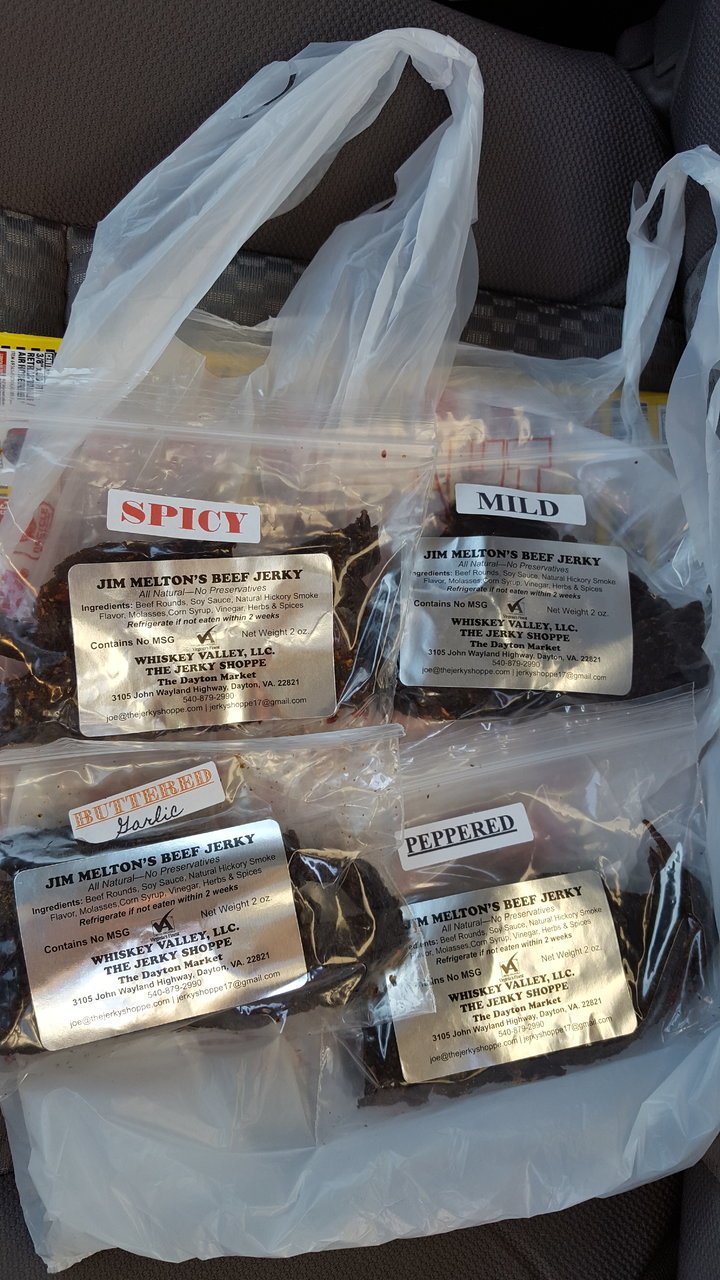 SPICY
JIM MELTON'S BEEF JERKY
All Natural—No Preservatives
Ingredients: Beef Rounds, Soy Sauce, Natural Hickory Smoke
Flavor, Molasses, Corn Syrup, Vinegar, Herbs & Spices
Refrigerate if not eaten within 2 weeks
Contains No MSG
Net Weight 2 oz.
WHISKEY VALLEY, LLC.
THE JERKY SHOPPE
The Dayton Market
3105 John Wayland Highway, Dayton, VA. 22821
540-879-2990
joe@thejerkyshoppe.com | jerkyshoppe17@gmail.com
MILD
JIM MELTON'S BEEF JERKY
All Natural—No Preservatives
Ingredients: Beef Rounds, Soy Sauce, Natural Hickory Smoke
Flavor, Molasses, Corn Syrup, Vinegar, Herbs & Spices
Refrigerate if not eaten within 2 weeks
Contains No MSG
Net Weight 2 oz.
WHISKEY VALLEY, LLC.
THE JERKY SHOPPE
The Dayton Market
3105 John Wayland Highway, Dayton, VA. 22821
540-879-2990
joe@thejerkyshoppe.com | jerkyshoppe17@gmail.com
BUTTERED
Garlic
JIM MELTON'S BEEF JERKY
All Natural—No Preservatives
Ingredients: Beef Rounds, Soy Sauce, Natural Hickory Smoke
Flavor, Molasses, Corn Syrup, Vinegar, Herbs & Spices
Refrigerate if not eaten within 2 weeks
Contains No MSG
Net Weight 2 oz.
WHISKEY VALLEY, LLC.
THE JERKY SHOPPE
The Dayton Market
3105 John Wayland Highway, Dayton, VA. 22821
540-879-2990
joe@thejerkyshoppe.com | jerkyshoppe17@gmail.com
PEPPERED
M MELTON'S BEEF JERKY
All Natural—No Preservatives
edients: Beef Rounds, Soy Sauce, Natural Hickory Smoke
Flavor, Molasses, Corn Syrup, Vinegar, Herbs & Spices
Refrigerate if not eaten within 2 weeks
ns No MSG
Net Weight 2 oz.
WHISKEY VALLEY, LLC.
THE JERKY SHOPPE
The Dayton Market
3105 John Wayland Highway, Dayton, VA. 22821
540-879-2990
joe@thejerkyshoppe.com | jerkyshoppe17@gmail.com